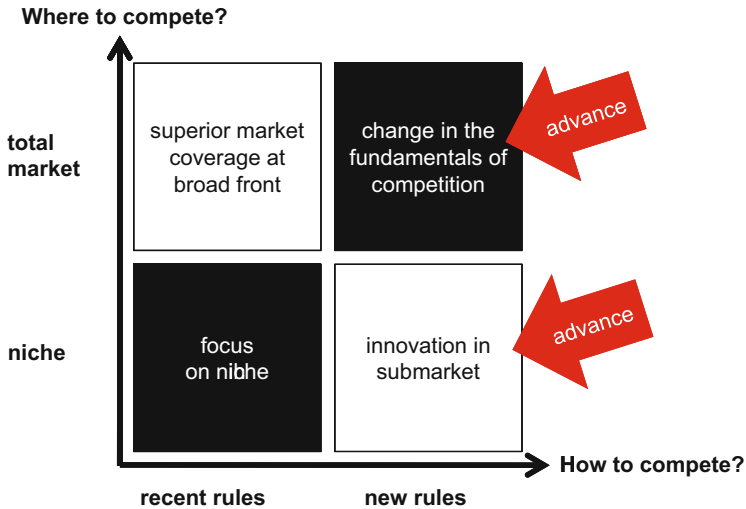 Where to compete?
total
market
superior market
coverage at
broad front
change in the
fundamentals of
competition
advance
niche
focus
on
innovation in
submarket
advance
How to compete?
recent rules
new rules